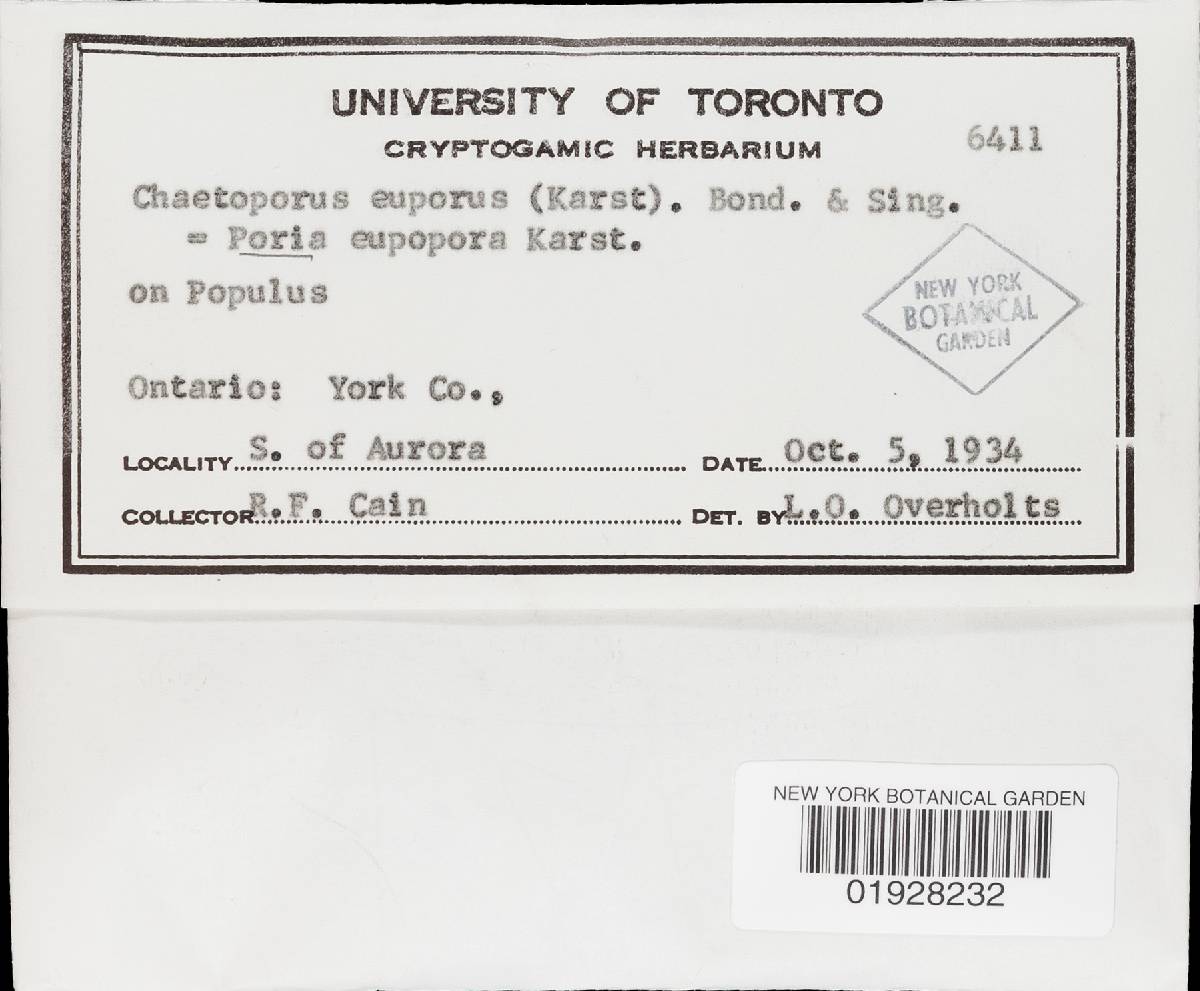 UNIVERSITY OF TORONTO
CRYPTOGAMIC HERBARIUM
6411
Chaetoporus euporus (Karst). Bond. & Sing.
= Poria eupopora Karst.
on Populus
NEW YORK
BOTANICAL
GARDEN
Ontario: York Co.,
LOCALITY S. of Aurora DATE Oct. 5, 1934
COLLECTOR R.F. Cain DET. BY L.O. Overholts
NEW YORK BOTANICAL GARDEN
01928232